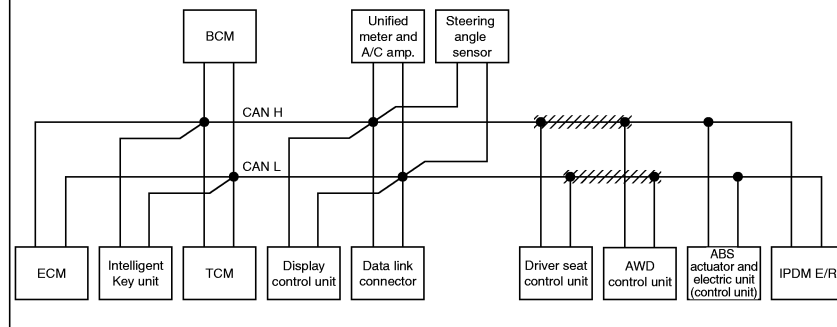 BCM
Unified
meter and
A/C amp.
Steering
angle
sensor
CAN H
CAN L
ECM
Intelligent
Key unit
TCM
Display
control unit
Data link
connector
Driver seat
control unit
AWD
control unit
ABS
actuator and
electric unit
(control unit)
IPDM E/R